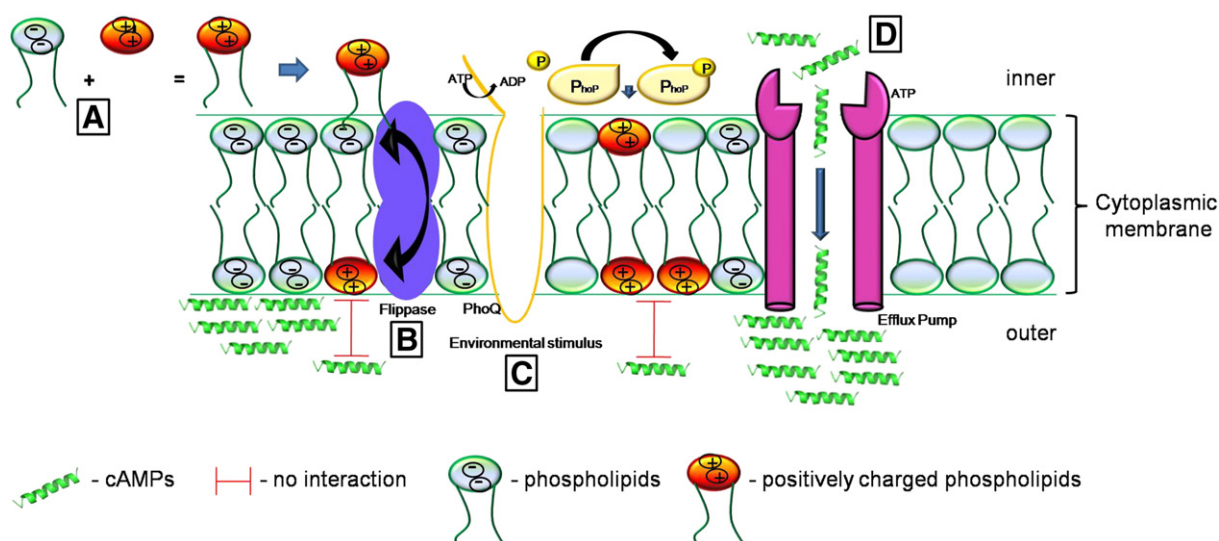 +
=
A
ATP
ADP
P
PhoP
PhoP
P
D
ATP
inner
Cytoplasmic
membrane
Flippase
B
PhoQ
Environmental stimulus
C
Efflux Pump
outer
- cAMPs
- no interaction
- phospholipids
- positively charged phospholipids